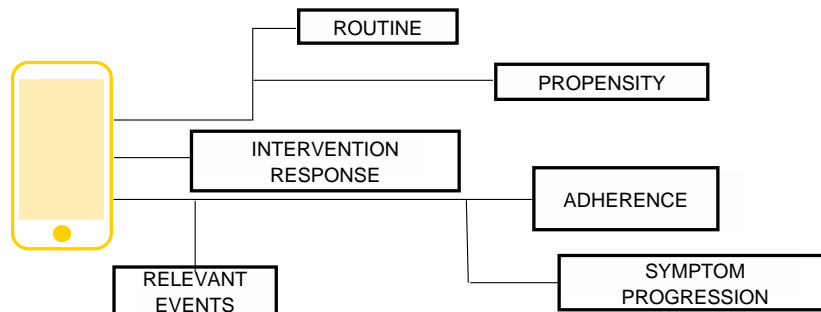 ROUTINE
PROPENSITY
INTERVENTION
RESPONSE
ADHERENCE
RELEVANT
EVENTS
SYMPTOM
PROGRESSION